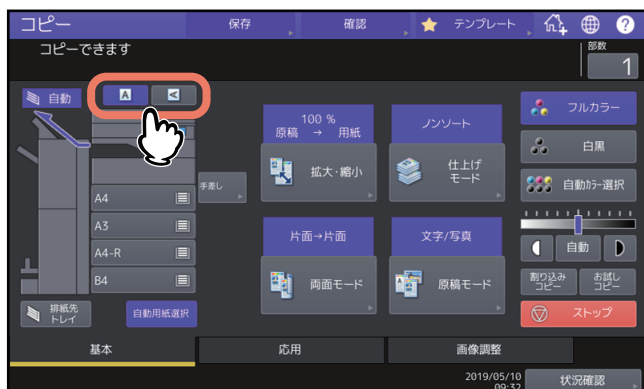 コピー
保存
確認
テンプレート
?
コピーできます
部数
1
自動
A
A
100 %
原稿 → 用紙
ノンソート
フルカラー
拡大・縮小
仕上げ
モード
白黒
手差し
自動ｶﾗｰ選択
A4
A3
A4-R
B4
片面→片面
文字/写真
自動
両面モード
原稿モード
割り込み
コピー
お試し
コピー
排紙先
トレイ
自動用紙選択
ストップ
基本
応用
画像調整
2019/05/10
09:32
状況確認